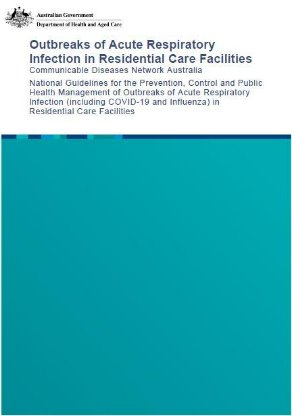 Australian Government
Department of Health and Aged Care
Outbreaks of Acute Respiratory
Infection in Residential Care Facilities
Communicable Diseases Network Australia
National Guidelines for the Prevention, Control and Public
Health Management of Outbreaks of Acute Respiratory
Infection (including COVID-19 and Influenza) in
Residential Care Facilities